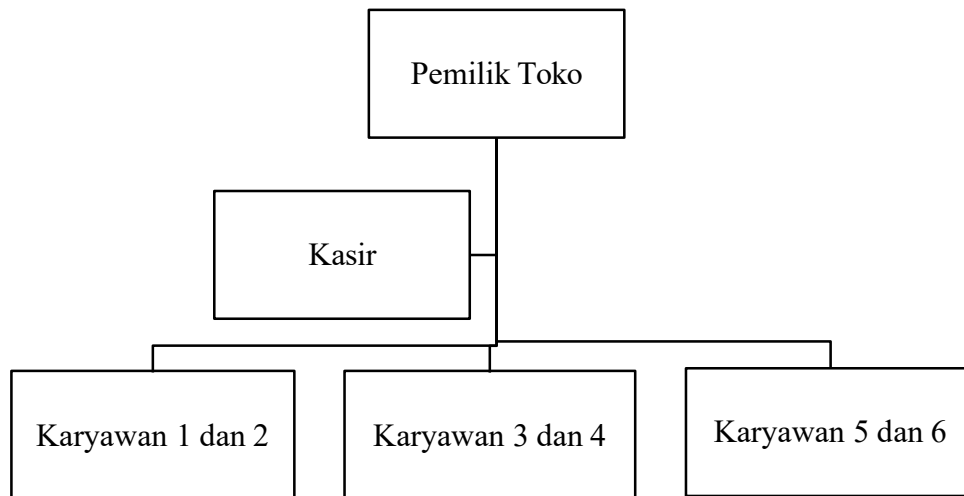 Pemilik Toko
Kasir
Karyawan 1 dan 2
Karyawan 3 dan 4
Karyawan 5 dan 6